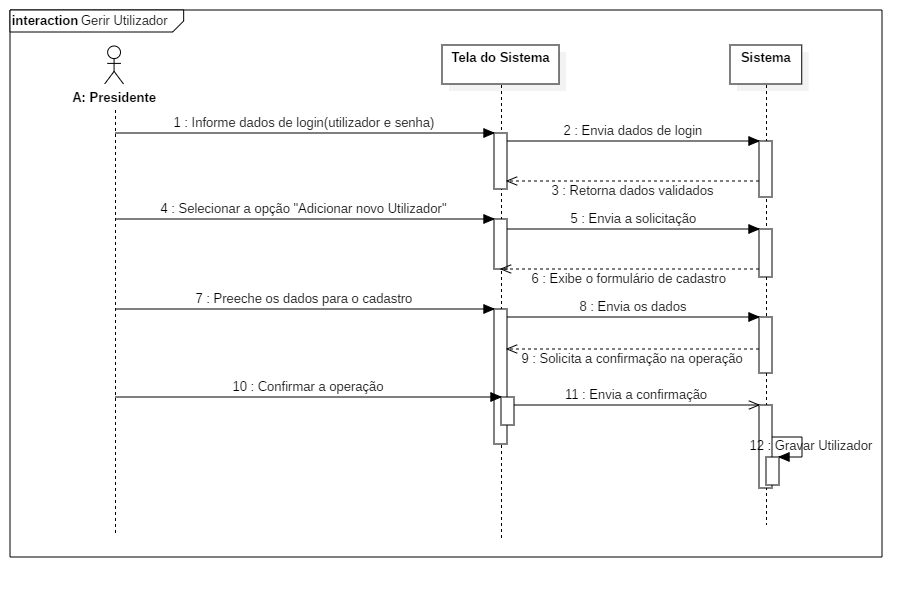 interaction Gerir Utilizador
A: Presidente
Tela do Sistema
Sistema
1 : Informe dados de login(utilizador e senha)
2 : Envia dados de login
3 : Retorna dados validados
4 : Selecionar a opção "Adicionar novo Utilizador"
5 : Envia a solicitação
6 : Exibe o formulário de cadastro
7 : Preeche os dados para o cadastro
8 : Envia os dados
9 : Solicita a confirmação na operação
10 : Confirmar a operação
11 : Envia a confirmação
12 : Gravar Utilizador